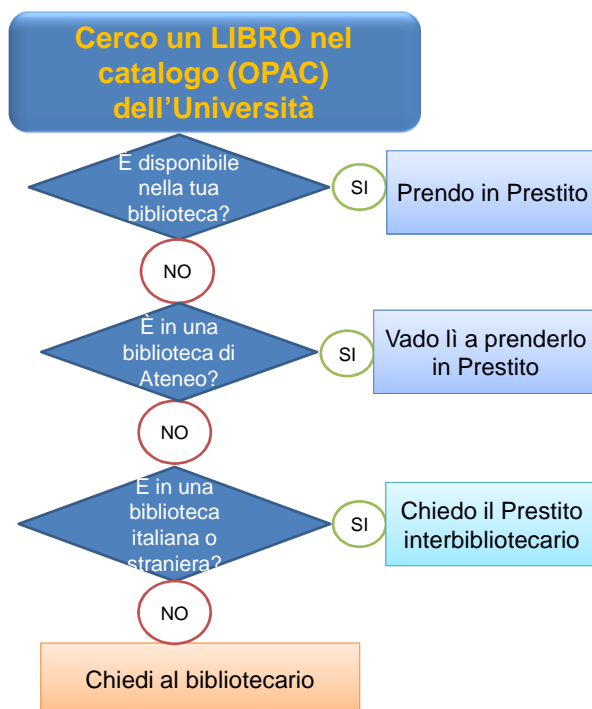 Cerco un LIBRO nel
catalogo (OPAC)
dell'Università
È disponibile
nella tua
biblioteca?
SI
Prendo in Prestito
NO
È in una
biblioteca di
Ateneo?
SI
Vado lì a prenderlo
in Prestito
NO
È in una
biblioteca
italiana o
straniera?
SI
Chiedo il Prestito
interbibliotecario
NO
Chiedi al bibliotecario